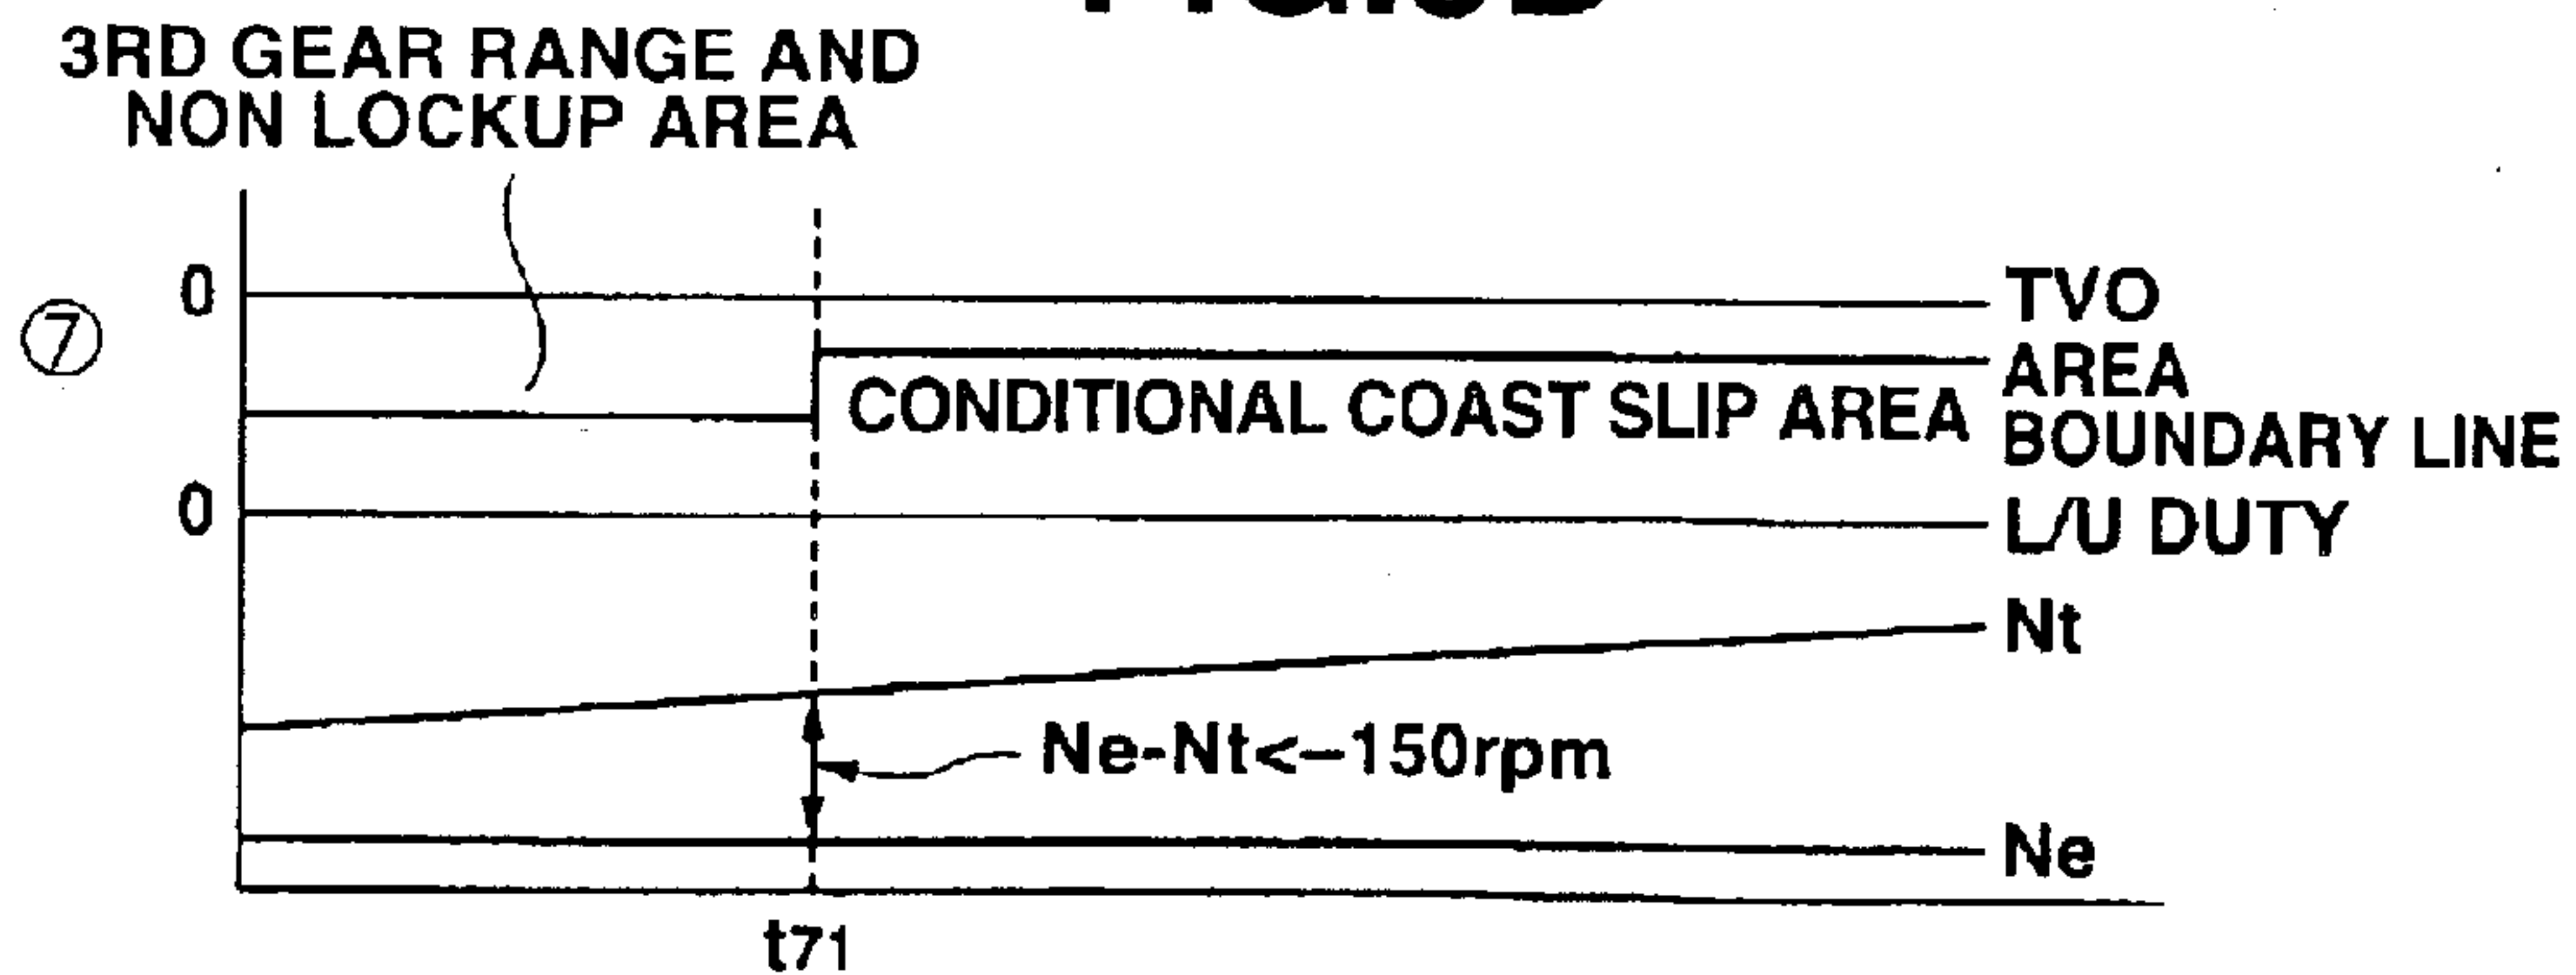 3RD GEAR RANGE AND
NON LOCKUP AREA
⑦
0
TVO
AREA
BOUNDARY LINE
CONDITIONAL COAST SLIP AREA
0
L/U DUTY
Nt
Ne-Nt<-150rpm
Ne
t71